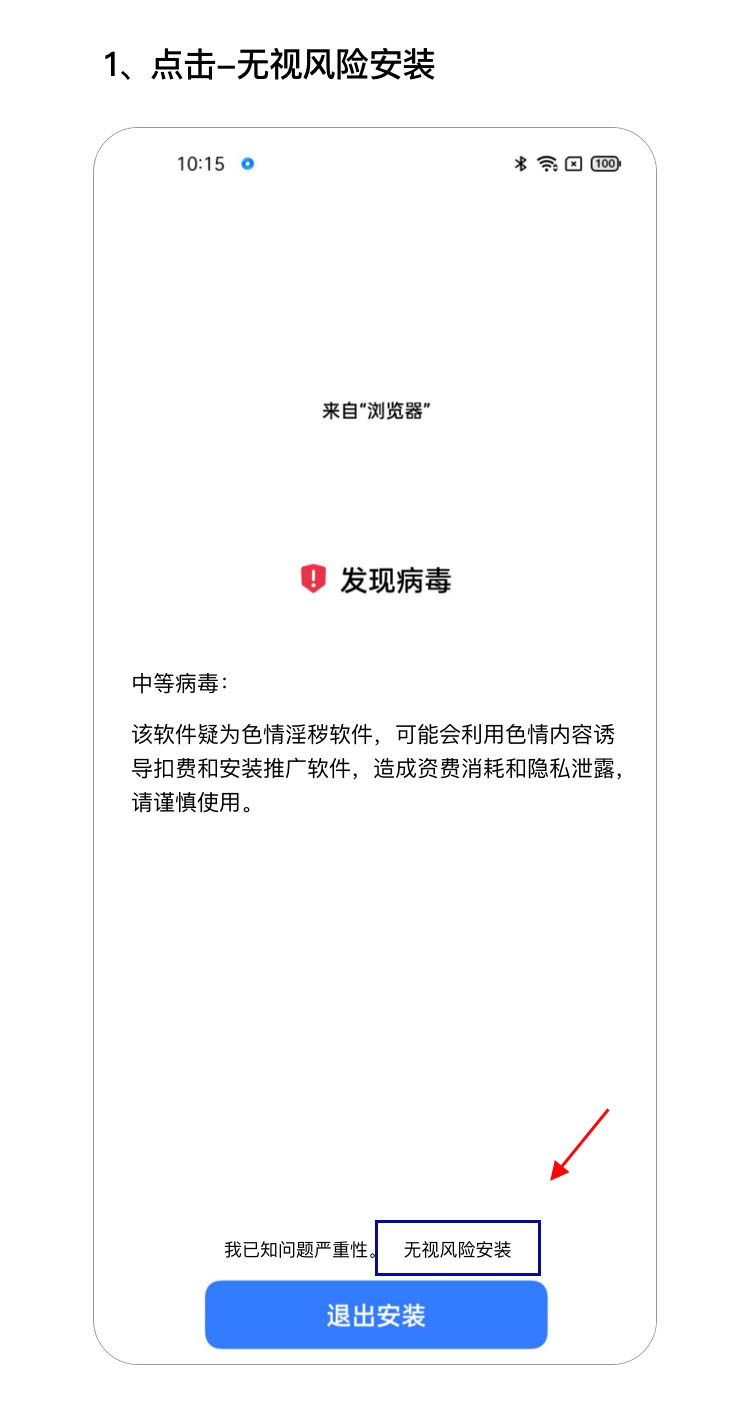 1、点击–无视风险安装
10:15
100
来自“浏览器”
发现病毒
中等病毒：
该软件疑为色情淫秽软件，可能会利用色情内容诱
导扣费和安装推广软件，造成资费消耗和隐私泄露，
请谨慎使用。
我已知问题严重性。 无视风险安装
退出安装